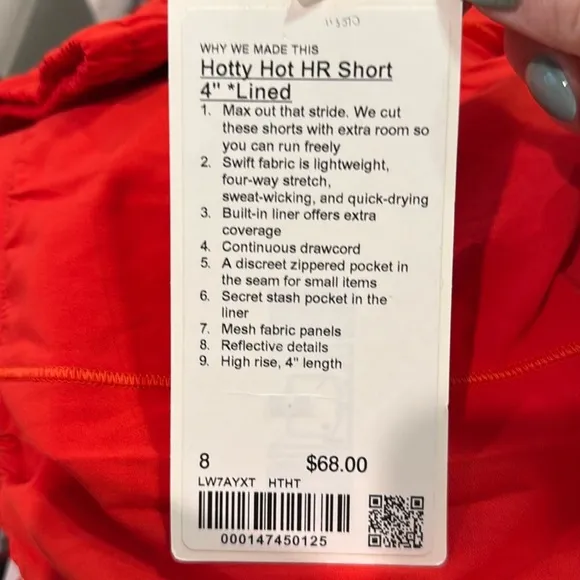 WHY WE MADE THIS
Hotty Hot HR Short
4" *Lined
1. Max out that stride. We cut
these shorts with extra room so
you can run freely
2. Swift fabric is lightweight,
four-way stretch,
sweat-wicking, and quick-drying
3. Built-in liner offers extra
coverage
4. Continuous drawcord
5. A discreet zippered pocket in
the seam for small items
6. Secret stash pocket in the
liner
7. Mesh fabric panels
8. Reflective details
9. High rise, 4" length
8 $68.00
LW7AYXT HTHT
000147450125